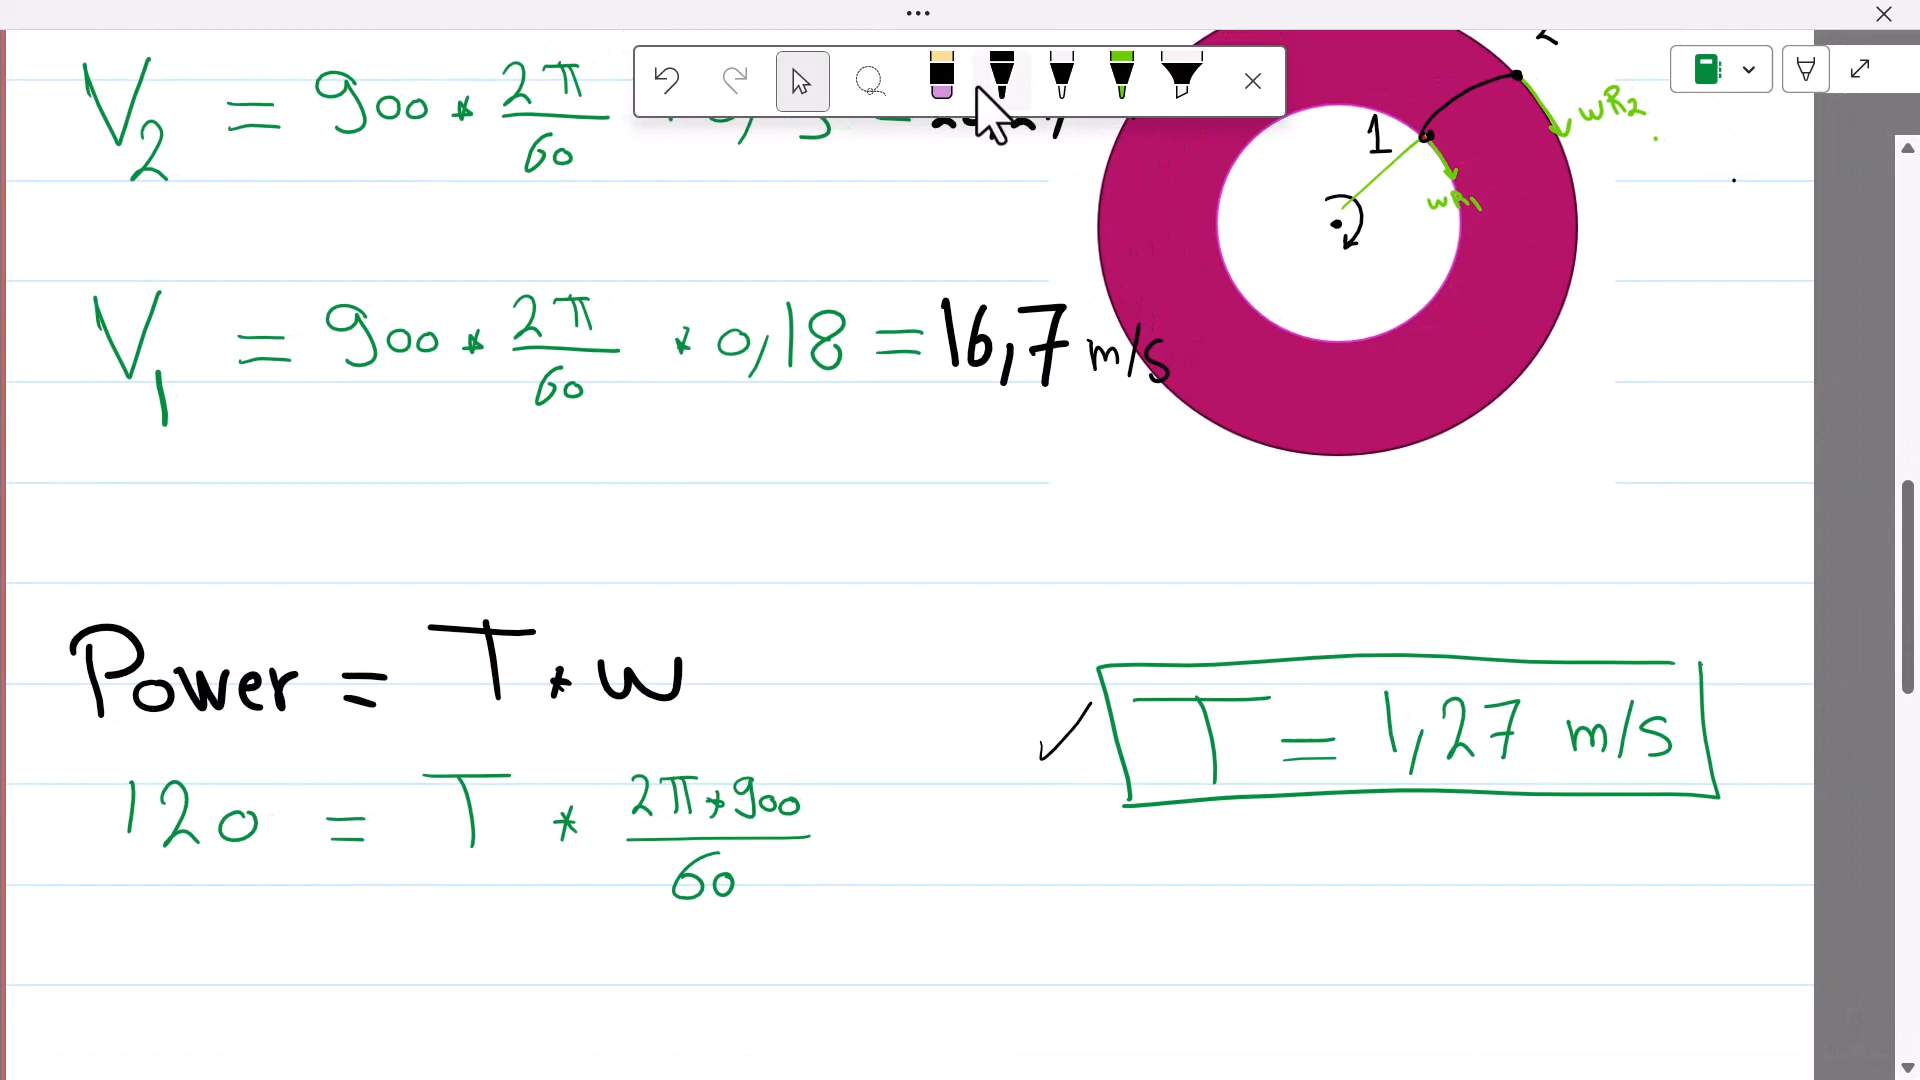 V2 = 900 * 2π/60
wR2
1
wR1
V1 = 900 * 2π/60 * 0,18 = 16,7 m/s
Power = T * w
T = 1,27 m/s
120 = T * 2π*900/60